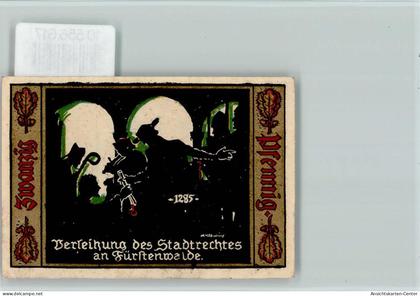 Zwanzig
Pfennig
-1285-
Verleihung des Stadtrechtes
an Fürstenwalde.